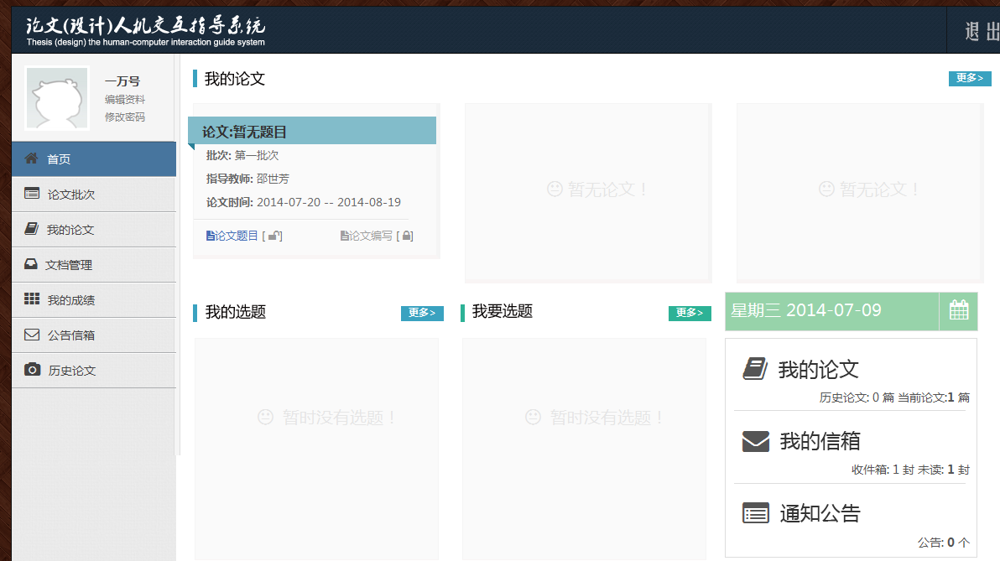 论文(设计)人机交互指导系统
Thesis (design) the human-computer interaction guide system
退 出
一万号
编辑资料
修改密码
首页
论文批次
我的论文
文档管理
我的成绩
公告信箱
历史论文
我的论文
更多>
论文:暂无题目
批次: 第一批次
指导教师: 邵世芳
论文时间: 2014-07-20 -- 2014-08-19
论文题目 [ ]
论文编写 [ ]
暂无论文！
暂无论文！
我的选题
更多>
暂时没有选题！
我要选题
更多>
暂时没有选题！
星期三 2014-07-09
我的论文
历史论文: 0 篇 当前论文:1 篇
我的信箱
收件箱: 1 封 未读: 1 封
通知公告
公告: 0 个